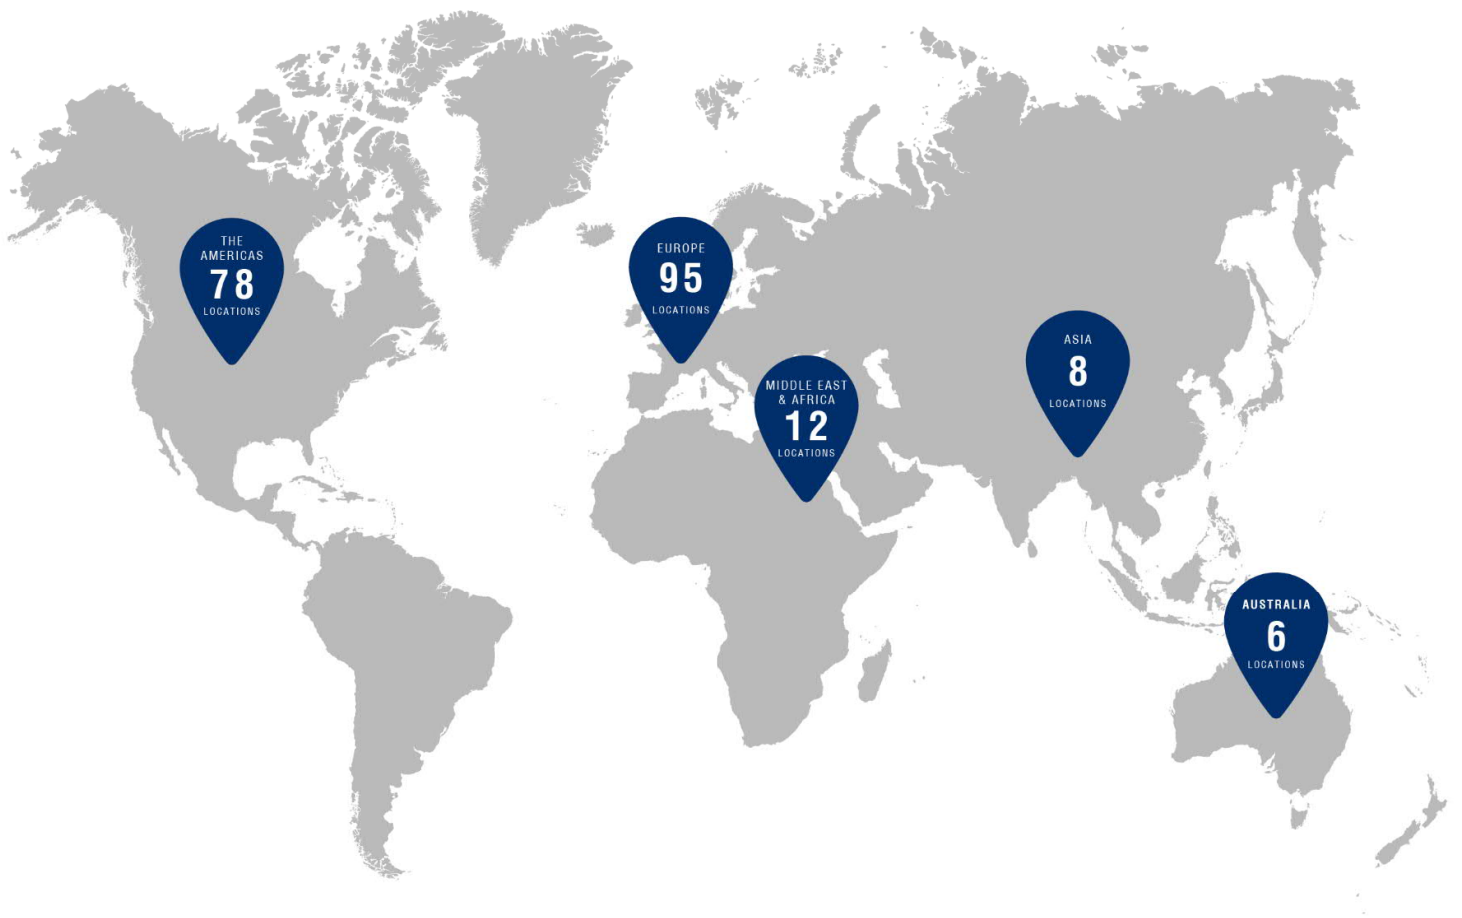 THE
AMERICAS
78
LOCATIONS
EUROPE
95
LOCATIONS
MIDDLE EAST
& AFRICA
12
LOCATIONS
ASIA
8
LOCATIONS
AUSTRALIA
6
LOCATIONS